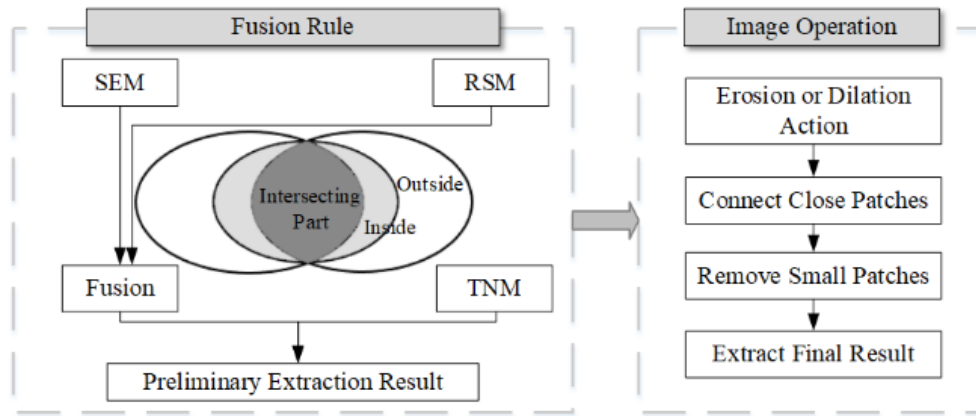 Fusion Rule
SEM
RSM
Outside
Intersecting
Part
Inside
Fusion
TNM
Preliminary Extraction Result
Image Operation
Erosion or Dilation
Action
Connect Close Patches
Remove Small Patches
Extract Final Result